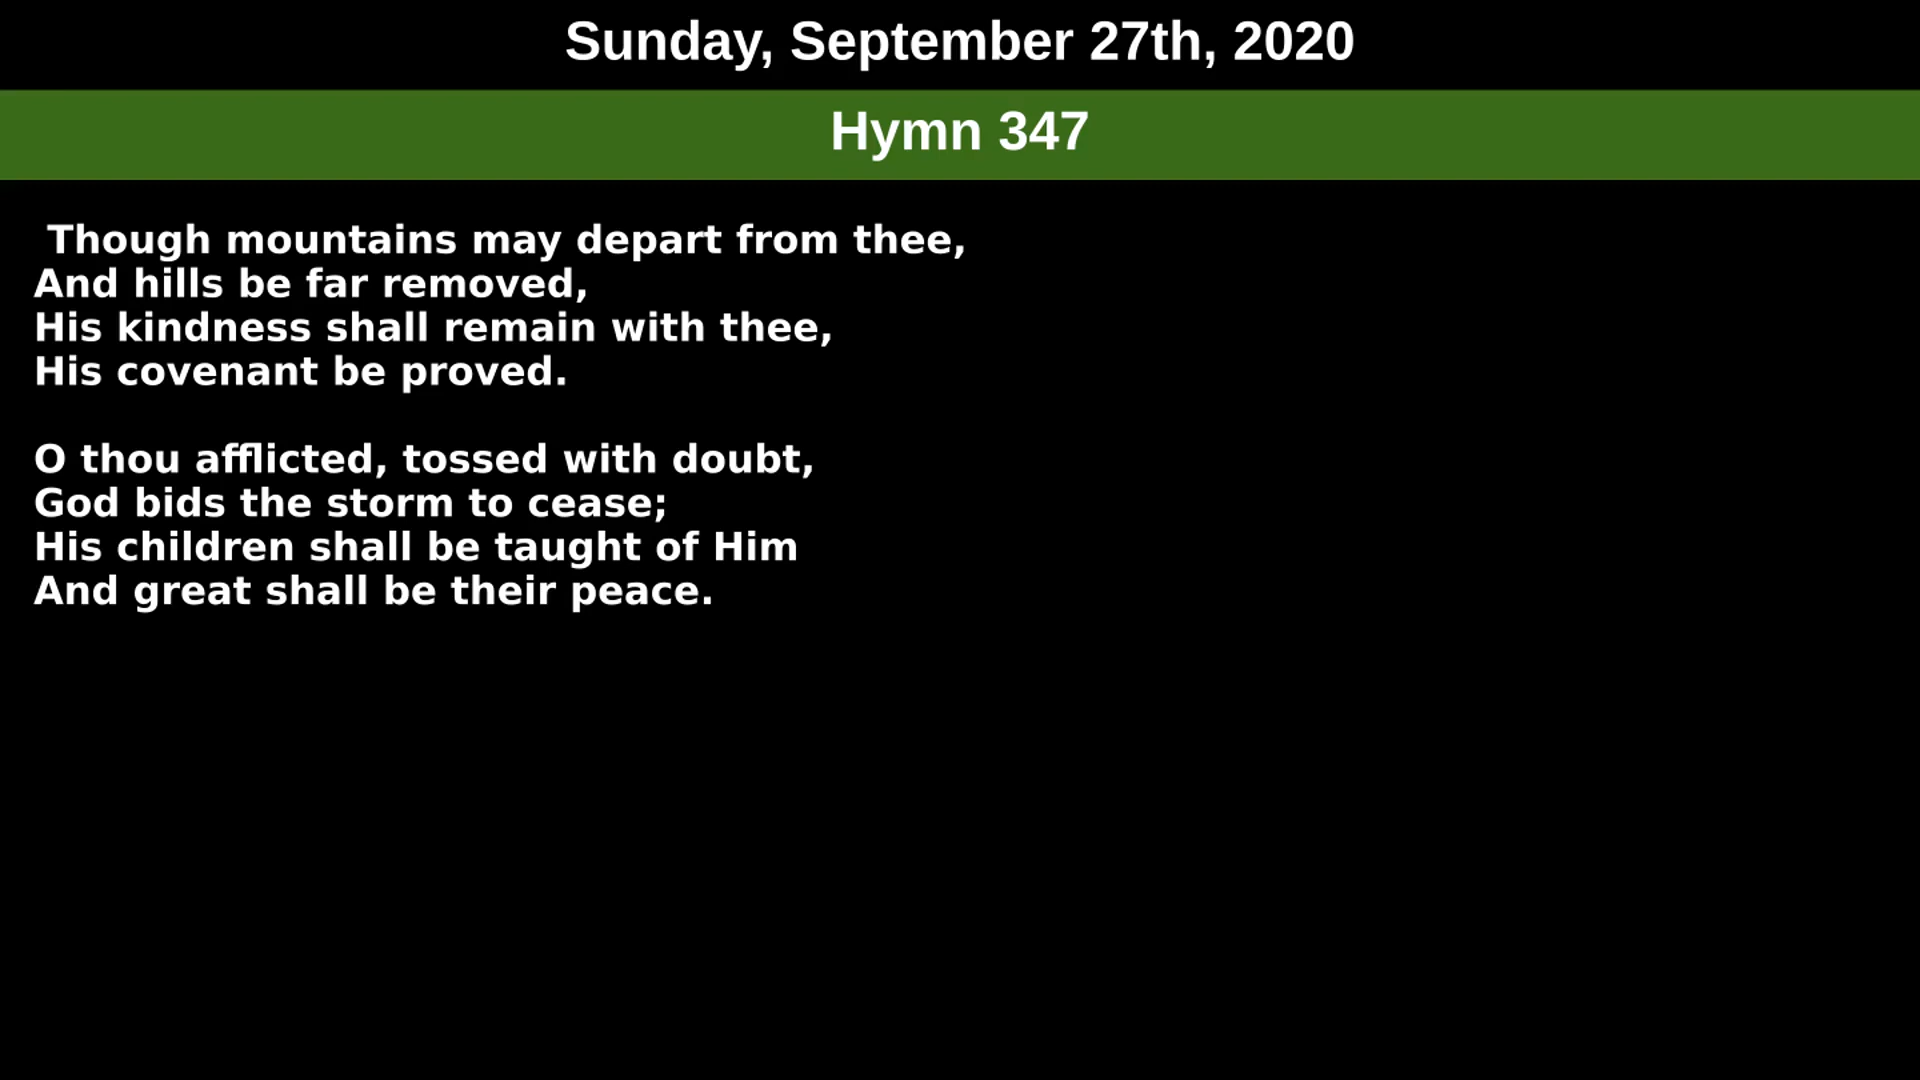 Sunday, September 27th, 2020
Hymn 347
Though mountains may depart from thee,
And hills be far removed,
His kindness shall remain with thee,
His covenant be proved.
O thou afflicted, tossed with doubt,
God bids the storm to cease;
His children shall be taught of Him
And great shall be their peace.